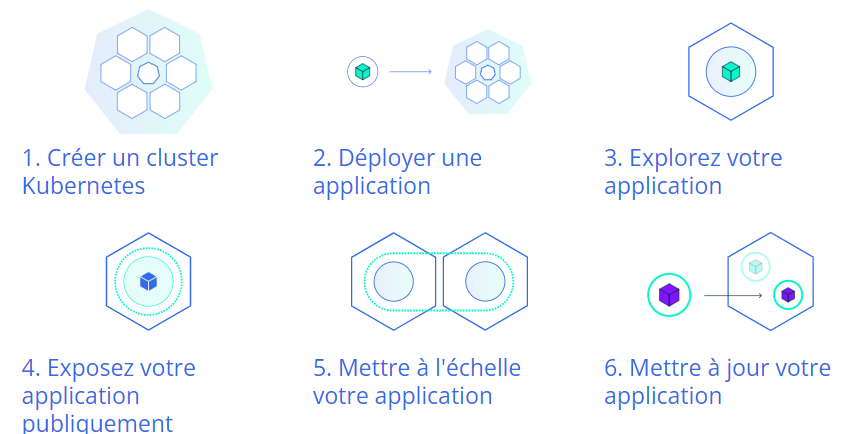 1. Créer un cluster
Kubernetes
2. Déployer une
application
3. Explorez votre
application
4. Exposez votre
application
publiquement
5. Mettre à l'échelle
votre application
6. Mettre à jour votre
application